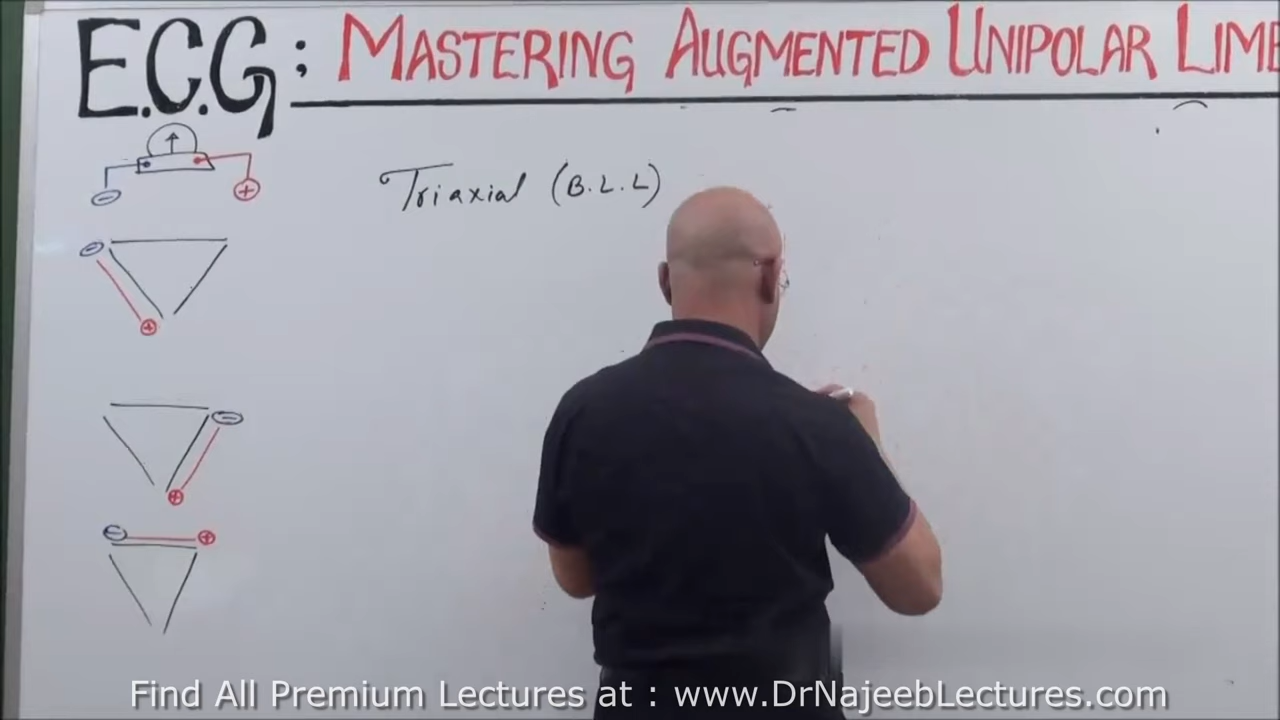 E.C.G: MASTERING AUGMENTED UNIPOLAR LIMB
Triaxial (B.L.L)
Find All Premium Lectures at : www.DrNajeebLectures.com